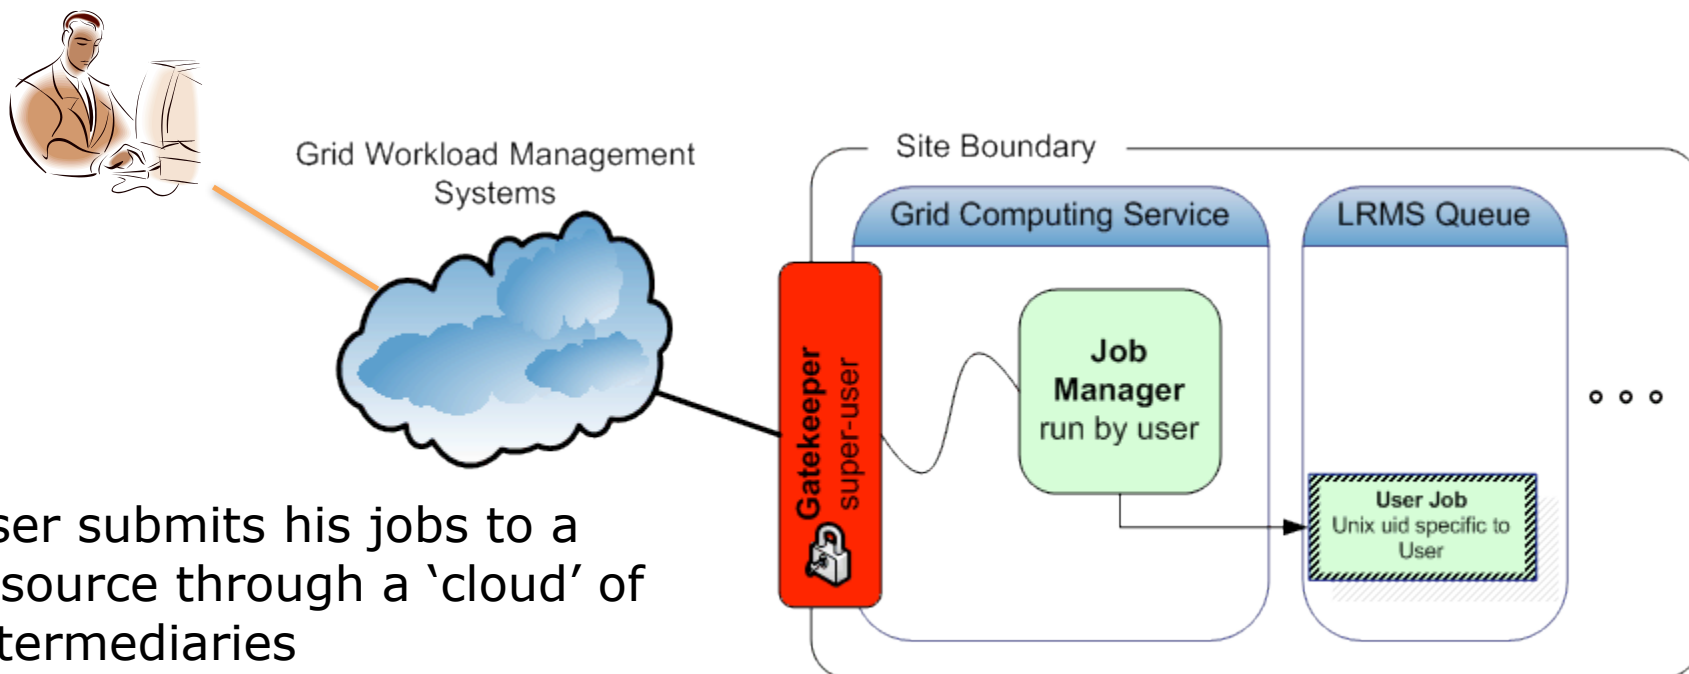 Grid Workload Management
Systems
Site Boundary
Grid Computing Service
LRMS Queue
Gatekeeper
super-user
Job
Manager
run by user
User Job
Unix uid specific to
User
ser submits his jobs to a
source through a ‘cloud’ of
termediaries